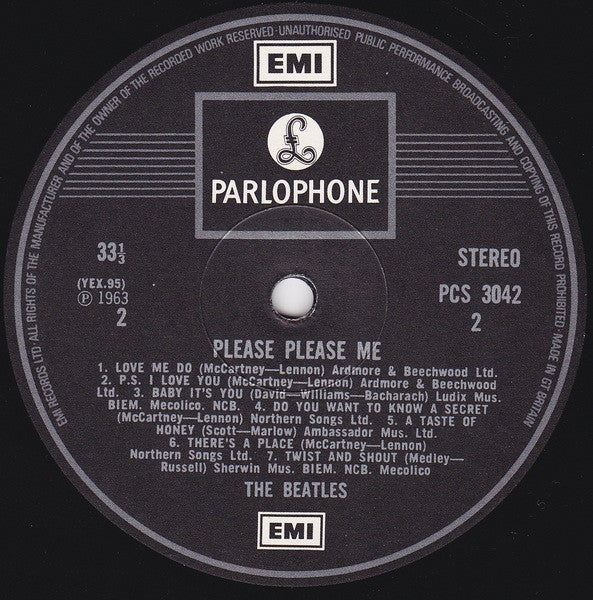 EMI RECORDS LTD ALL RIGHTS OF THE MANUFACTURER AND OF THE OWNER OF THE RECORDED WORK RESERVED·UNAUTHORISED PUBLIC PERFORMANCE BROADCASTING AND COPYING OF THIS RECORD PROHIBITED·MADE IN GT BRITAIN
EMI
£
PARLOPHONE
33⅓
STEREO
(YEX.95)
℗ 1963
PCS 3042
2
2
PLEASE PLEASE ME
1. LOVE ME DO (McCartney—Lennon) Ardmore & Beechwood Ltd.
2. P.S. I LOVE YOU (McCartney—Lennon) Ardmore & Beechwood
Ltd. 3. BABY IT'S YOU (David—Williams—Bacharach) Ludix Mus.
BIEM. Mecolico. NCB. 4. DO YOU WANT TO KNOW A SECRET
(McCartney—Lennon) Northern Songs Ltd. 5. A TASTE OF
HONEY (Scott—Marlow) Ambassador Mus. Ltd.
6. THERE'S A PLACE (McCartney—Lennon)
Northern Songs Ltd. 7. TWIST AND SHOUT (Medley—
Russell) Sherwin Mus. BIEM. NCB. Mecolico
THE BEATLES
EMI